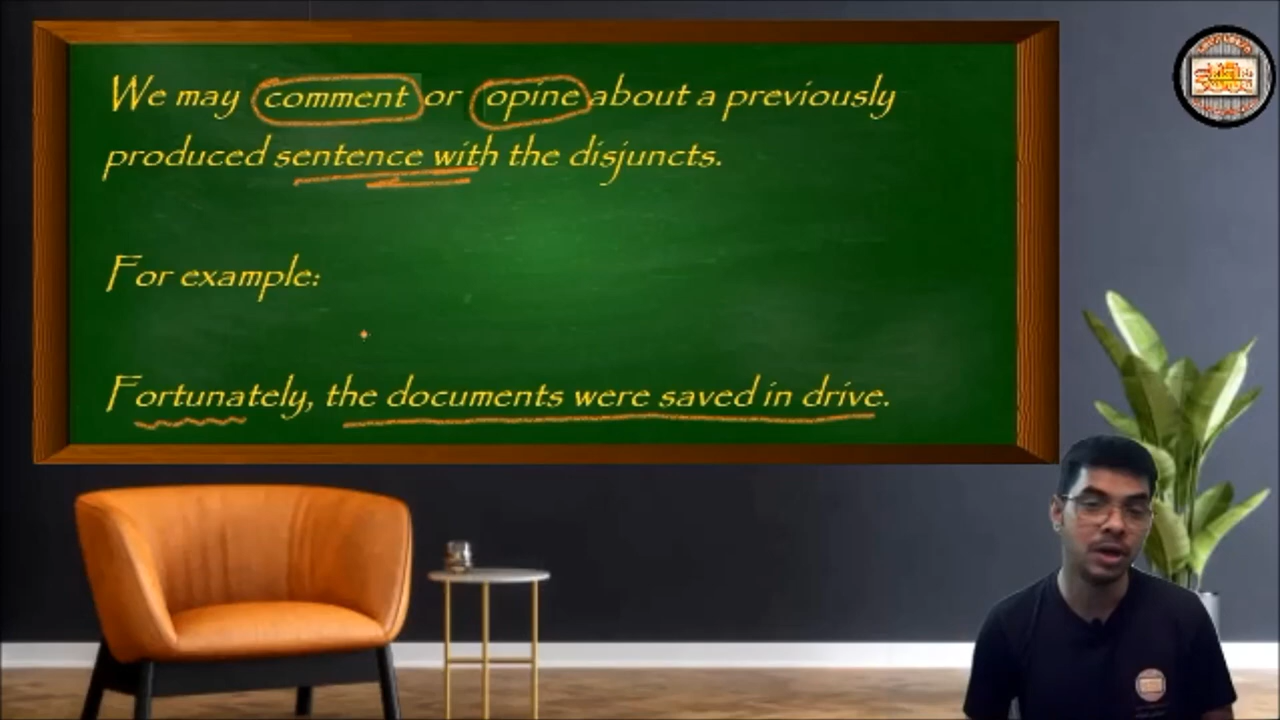 We may comment or opine about a previously
produced sentence with the disjuncts.
For example:
Fortunately, the documents were saved in drive.